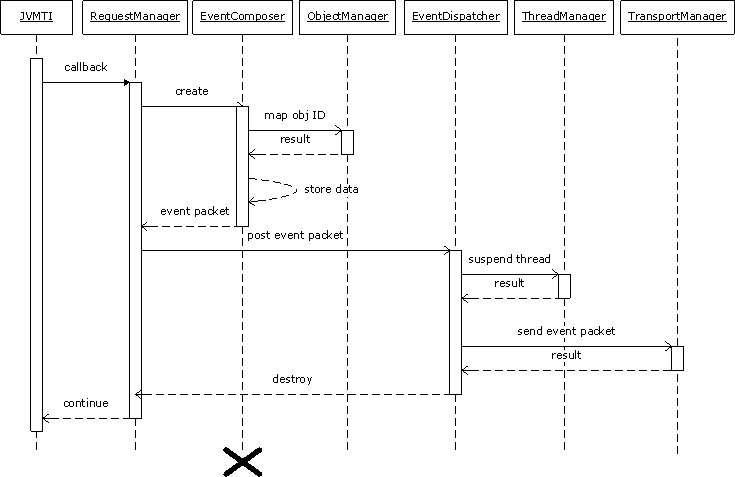 JVMTI RequestManager EventComposer ObjectManager EventDispatcher ThreadManager TransportManager
callback
create
map obj ID
result
store data
event packet
post event packet
suspend thread
result
send event packet
result
destroy
continue